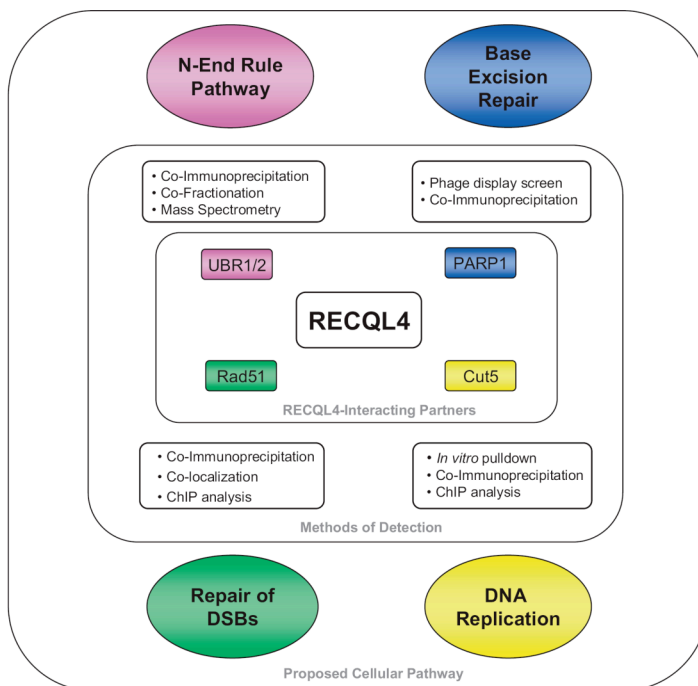 N-End Rule
Pathway
Base
Excision
Repair
• Co-Immunoprecipitation
• Co-Fractionation
• Mass Spectrometry
• Phage display screen
• Co-Immunoprecipitation
UBR1/2
PARP1
RECQL4
Rad51
Cut5
RECQL4-Interacting Partners
• Co-Immunoprecipitation
• Co-localization
• ChIP analysis
• In vitro pulldown
• Co-Immunoprecipitation
• ChIP analysis
Methods of Detection
Repair of
DSBs
DNA
Replication
Proposed Cellular Pathway